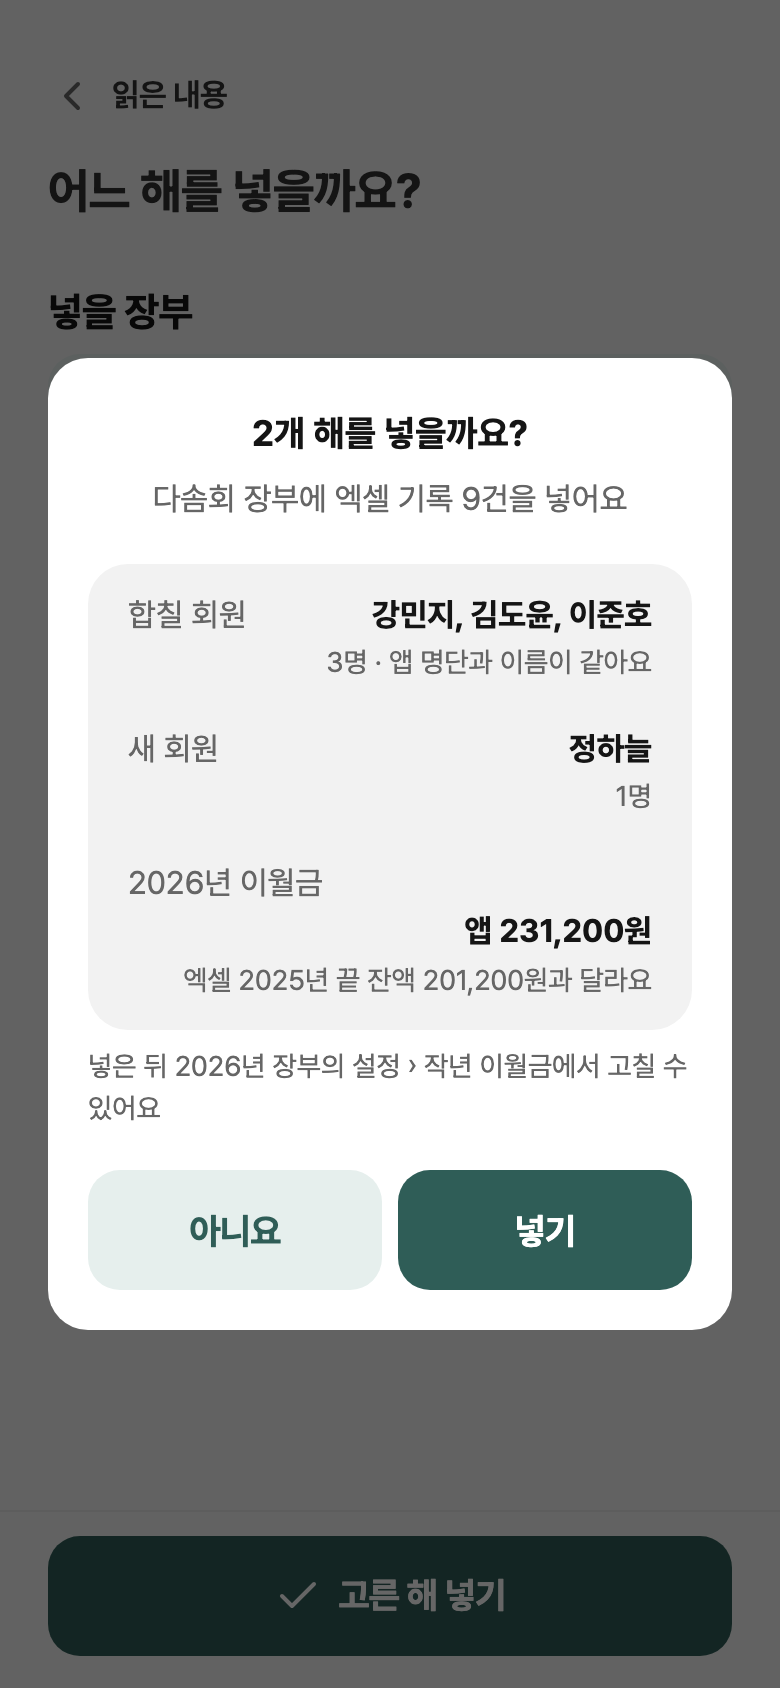 읽은 내용
어느 해를 넣을까요?
넣을 장부
2개 해를 넣을까요?
다솜회 장부에 엑셀 기록 9건을 넣어요
합칠 회원 강민지, 김도윤, 이준호
3명 · 앱 명단과 이름이 같아요
새 회원 정하늘
1명
2026년 이월금
앱 231,200원
엑셀 2025년 끝 잔액 201,200원과 달라요
넣은 뒤 2026년 장부의 설정 › 작년 이월금에서 고칠 수
있어요
아니요 넣기
고른 해 넣기